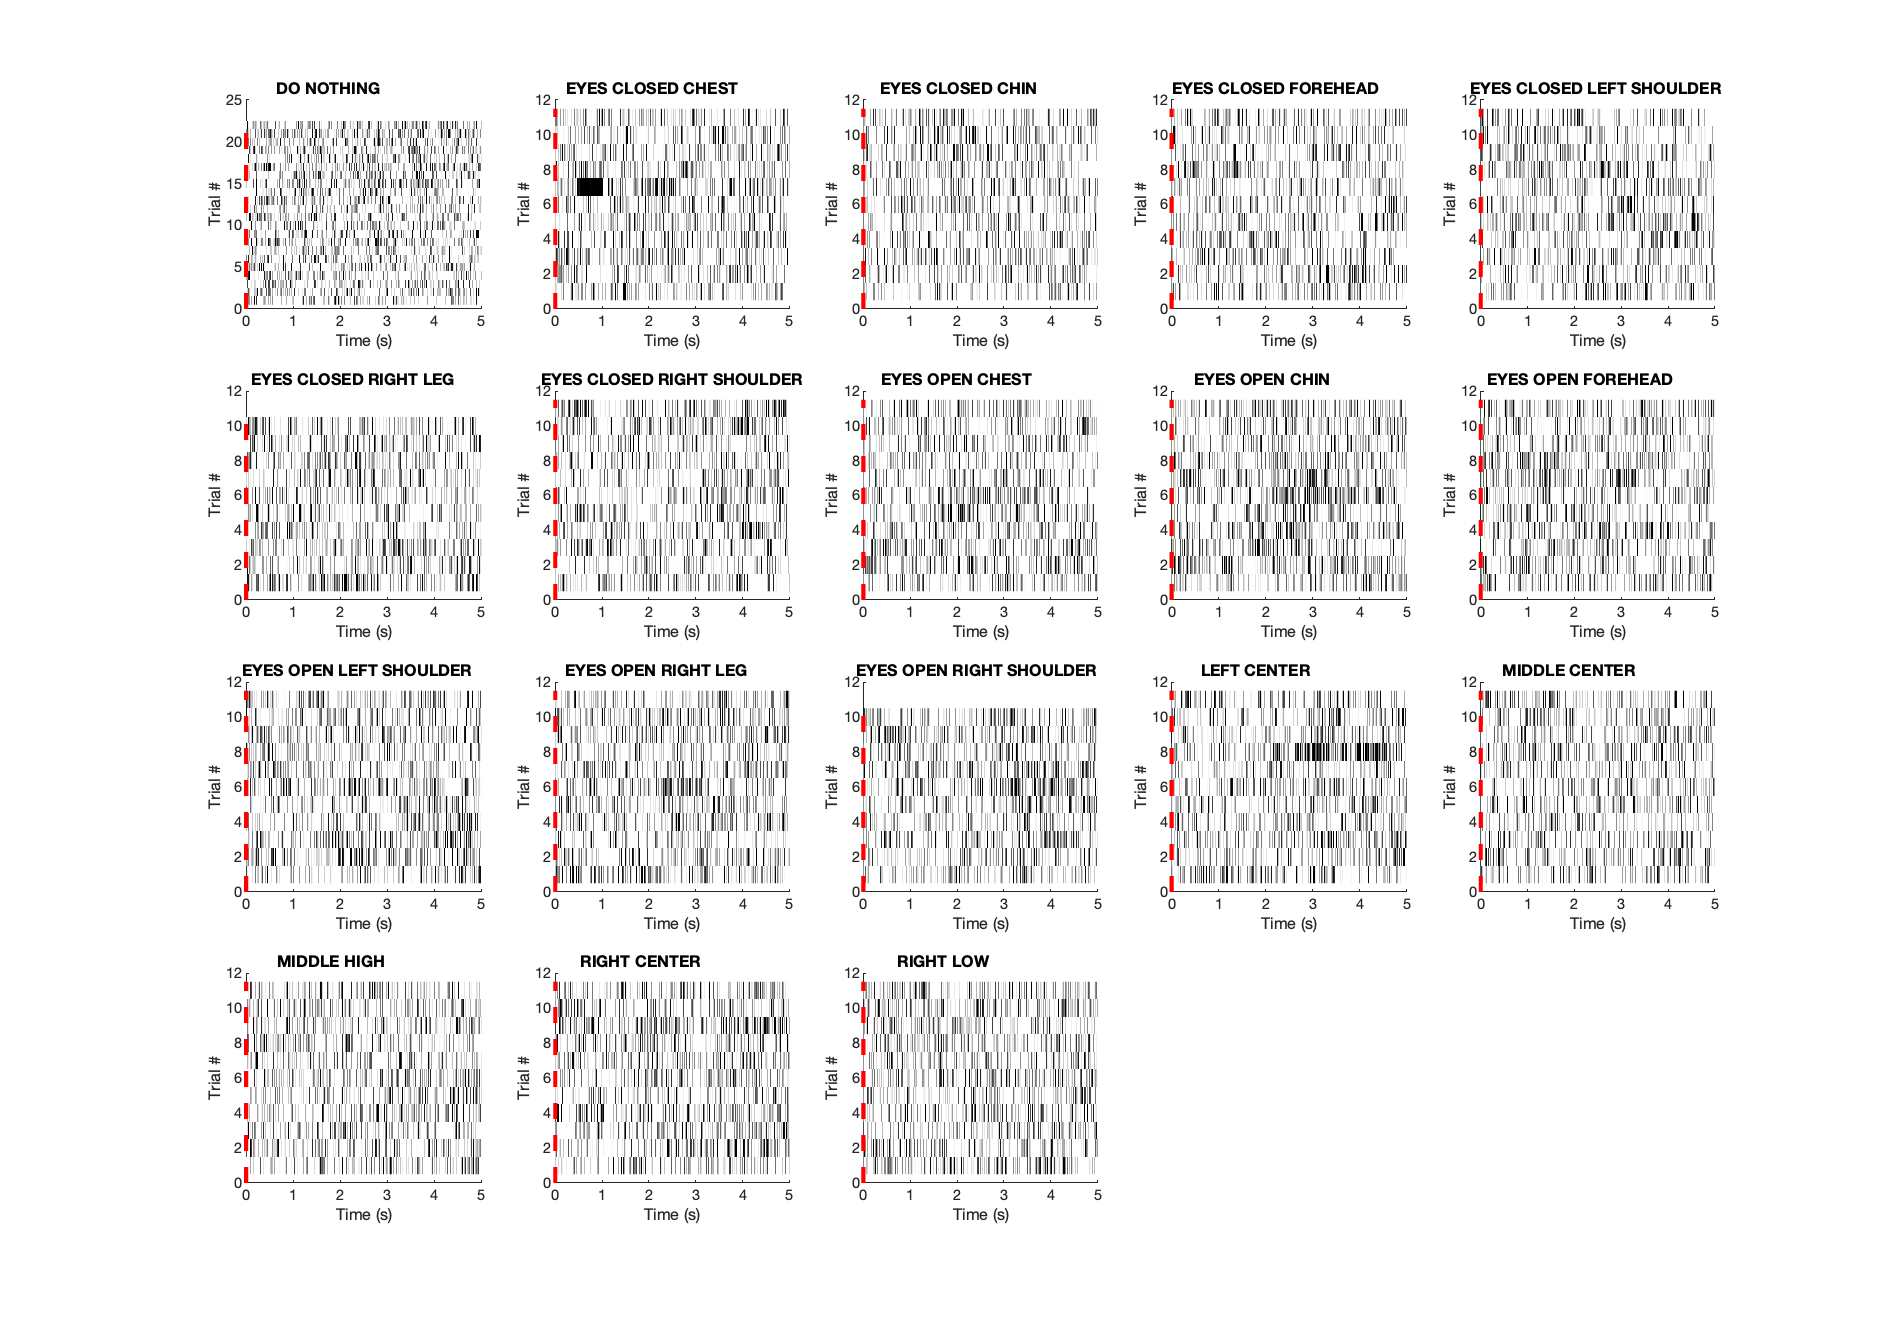 DO NOTHING
25
20
15
10
5
0
Trial #
0 1 2 3 4 5
Time (s)
EYES CLOSED CHEST
12
10
8
6
4
2
0
Trial #
0 1 2 3 4 5
Time (s)
EYES CLOSED CHIN
12
10
8
6
4
2
0
Trial #
0 1 2 3 4 5
Time (s)
EYES CLOSED FOREHEAD
12
10
8
6
4
2
0
Trial #
0 1 2 3 4 5
Time (s)
EYES CLOSED LEFT SHOULDER
12
10
8
6
4
2
0
Trial #
0 1 2 3 4 5
Time (s)
EYES CLOSED RIGHT LEG
12
10
8
6
4
2
0
Trial #
0 1 2 3 4 5
Time (s)
EYES CLOSED RIGHT SHOULDER
12
10
8
6
4
2
0
Trial #
0 1 2 3 4 5
Time (s)
EYES OPEN CHEST
12
10
8
6
4
2
0
Trial #
0 1 2 3 4 5
Time (s)
EYES OPEN CHIN
12
10
8
6
4
2
0
Trial #
0 1 2 3 4 5
Time (s)
EYES OPEN FOREHEAD
12
10
8
6
4
2
0
Trial #
0 1 2 3 4 5
Time (s)
EYES OPEN LEFT SHOULDER
12
10
8
6
4
2
0
Trial #
0 1 2 3 4 5
Time (s)
EYES OPEN RIGHT LEG
12
10
8
6
4
2
0
Trial #
0 1 2 3 4 5
Time (s)
EYES OPEN RIGHT SHOULDER
12
10
8
6
4
2
0
Trial #
0 1 2 3 4 5
Time (s)
LEFT CENTER
12
10
8
6
4
2
0
Trial #
0 1 2 3 4 5
Time (s)
MIDDLE CENTER
12
10
8
6
4
2
0
Trial #
0 1 2 3 4 5
Time (s)
MIDDLE HIGH
12
10
8
6
4
2
0
Trial #
0 1 2 3 4 5
Time (s)
RIGHT CENTER
12
10
8
6
4
2
0
Trial #
0 1 2 3 4 5
Time (s)
RIGHT LOW
12
10
8
6
4
2
0
Trial #
0 1 2 3 4 5
Time (s)